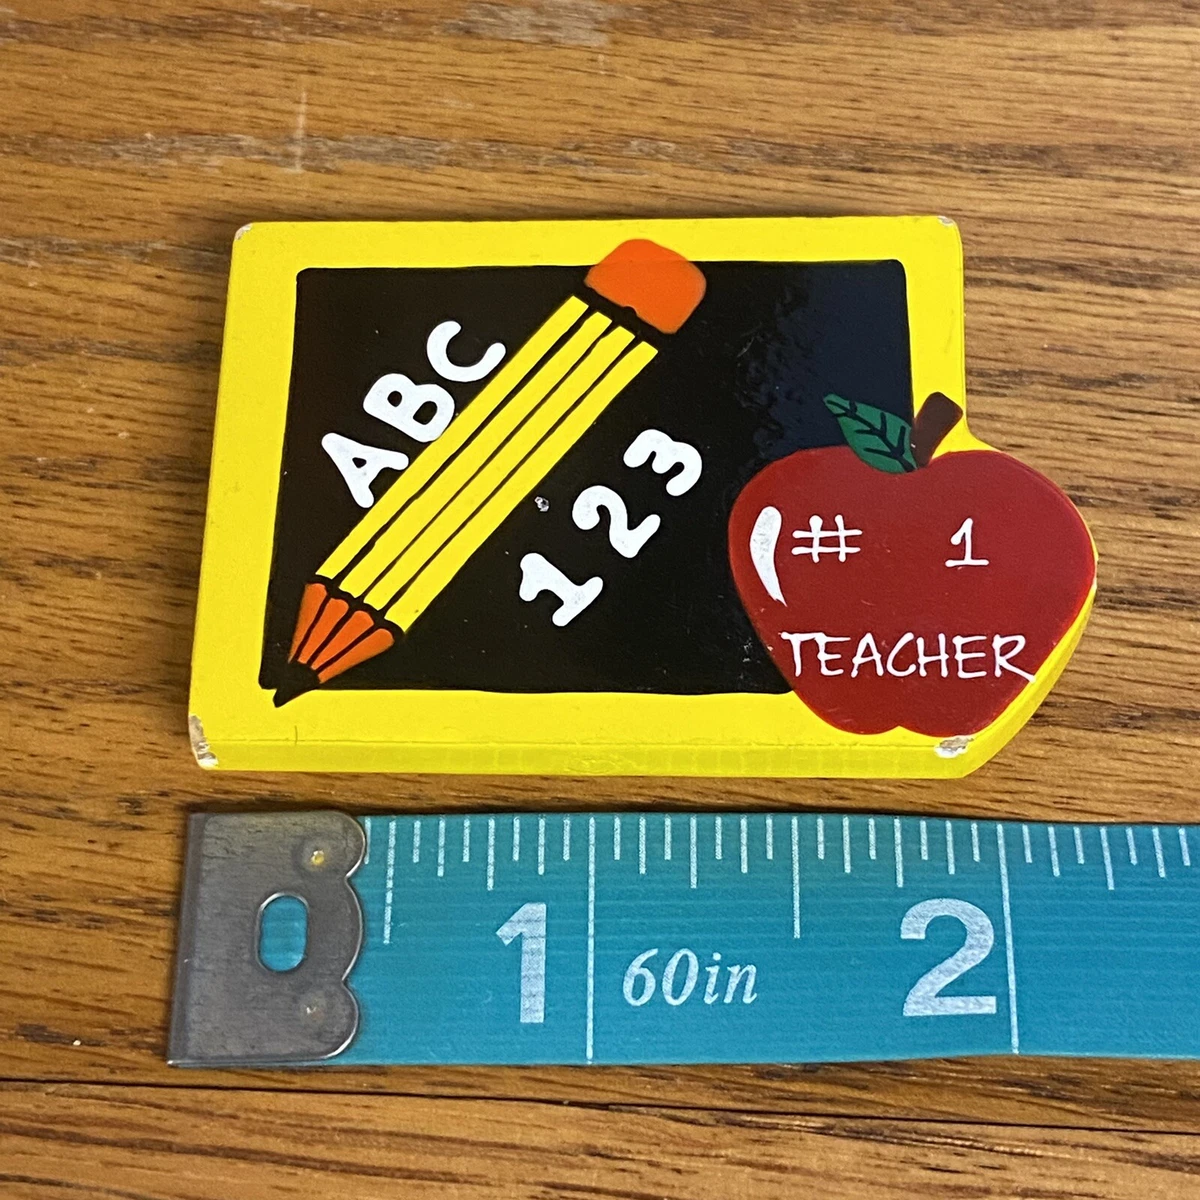 ABC
123
# 1
TEACHER
1 60in 2